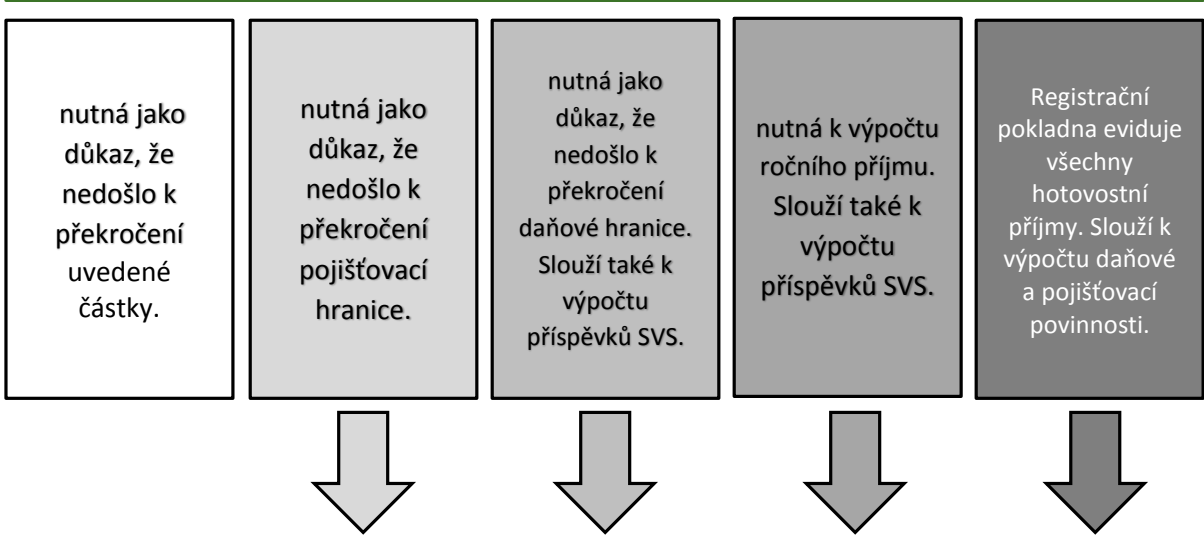 nutná jako
důkaz, že
nedošlo k
překročení
uvedené
částky.
nutná jako
důkaz, že
nedošlo k
překročení
pojišťovací
hranice.
nutná jako
důkaz, že
nedošlo k
překročení
daňové hranice.
Slouží také k
výpočtu
příspěvků SVS.
nutná k výpočtu
ročního příjmu.
Slouží také k
výpočtu
příspěvků SVS.
Registrační
pokladna eviduje
všechny
hotovostní
příjmy. Slouží k
výpočtu daňové
a pojišťovací
povinnosti.